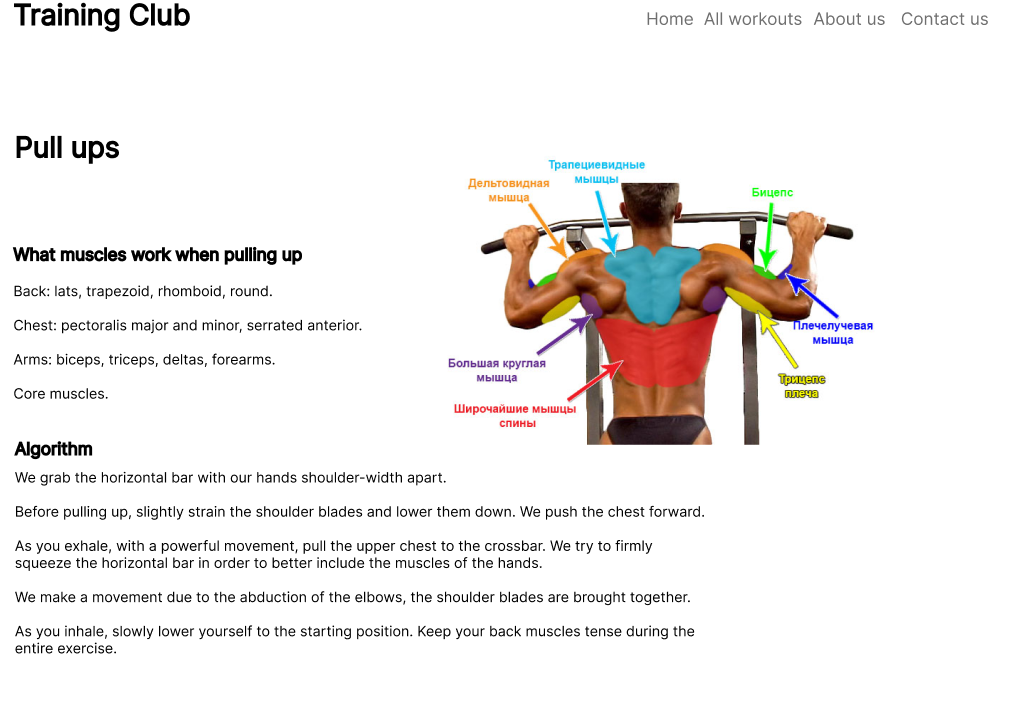 Training Club
Home All workouts About us Contact us
Pull ups
What muscles work when pulling up
Back: lats, trapezoid, rhomboid, round.
Chest: pectoralis major and minor, serrated anterior.
Arms: biceps, triceps, deltas, forearms.
Core muscles.
Трапециевидные
мышцы
Дельтовидная
мышца
Бицепс
Плечелучевая
мышца
Большая круглая
мышца
Трицепс
плеча
Широчайшие мышцы
спины
Algorithm
We grab the horizontal bar with our hands shoulder-width apart.
Before pulling up, slightly strain the shoulder blades and lower them down. We push the chest forward.
As you exhale, with a powerful movement, pull the upper chest to the crossbar. We try to firmly
squeeze the horizontal bar in order to better include the muscles of the hands.
We make a movement due to the abduction of the elbows, the shoulder blades are brought together.
As you inhale, slowly lower yourself to the starting position. Keep your back muscles tense during the
entire exercise.